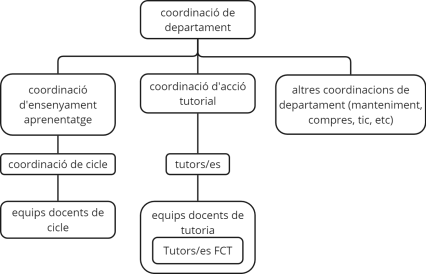 coordinació de
departament
coordinació
d'ensenyament
aprenentatge
coordinació d'acció
tutorial
altres coordinacions de
departament (manteniment,
compres, tic, etc)
coordinació de cicle
tutors/es
equips docents de
cicle
equips docents de
tutoria
Tutors/es FCT